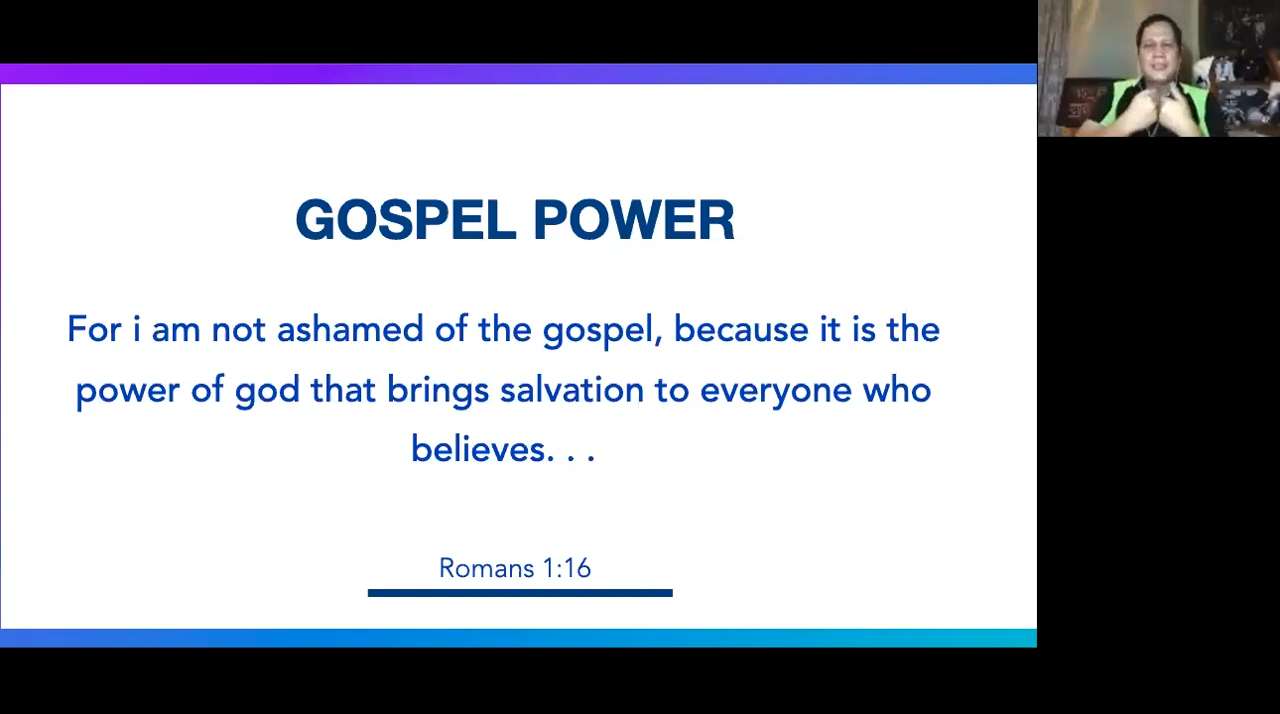 GOSPEL POWER
For i am not ashamed of the gospel, because it is the
power of god that brings salvation to everyone who
believes. . .
Romans 1:16